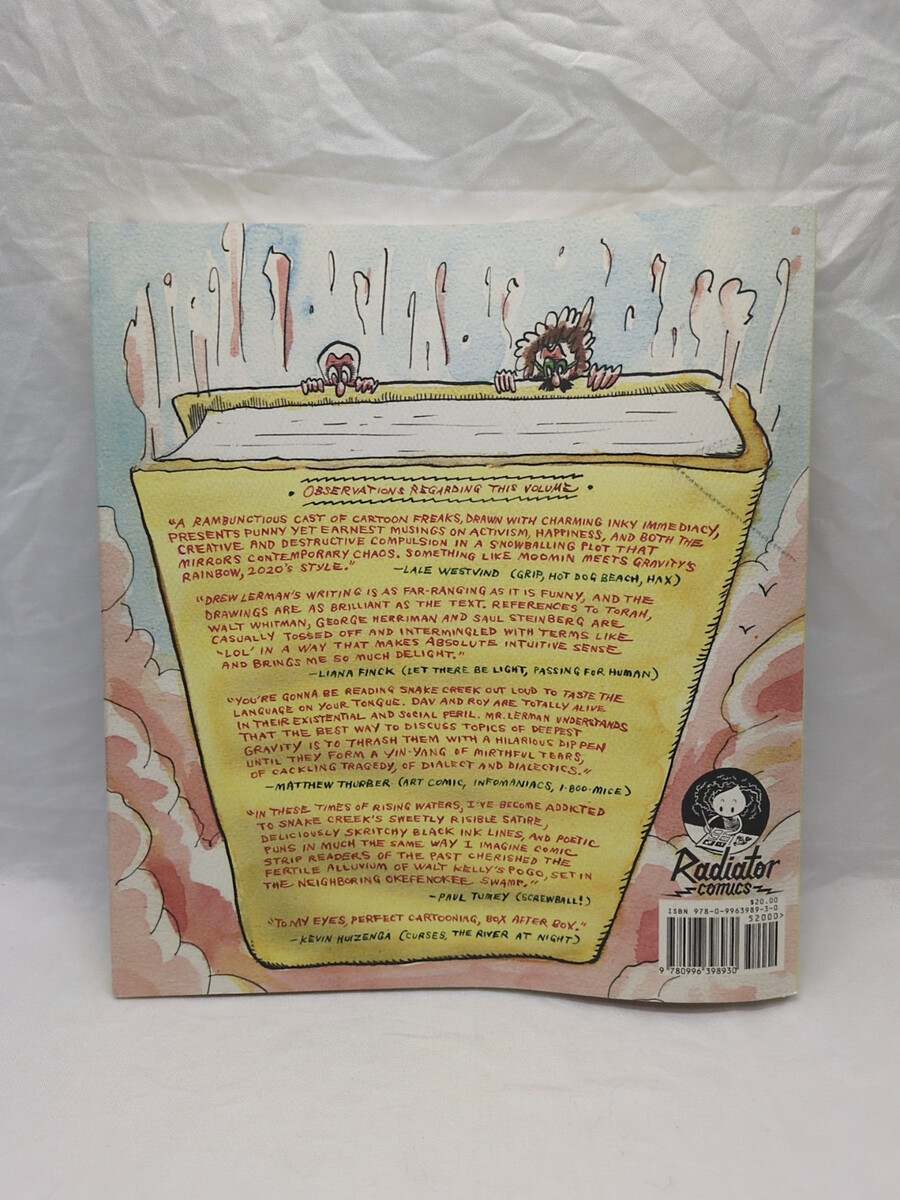 • OBSERVATIONS REGARDING THIS VOLUME •
"A RAMBUNCTIOUS CAST OF CARTOON FREAKS, DRAWN WITH CHARMING INKY IMMEDIACY,
PRESENTS PUNNY YET EARNEST MUSINGS ON ACTIVISM, HAPPINESS, AND BOTH THE
CREATIVE AND DESTRUCTIVE COMPULSION IN A SNOWBALLING PLOT THAT
MIRRORS CONTEMPORARY CHAOS. SOMETHING LIKE MOOMIN MEETS GRAVITY'S
RAINBOW, 2020'S STYLE."
—LALE WESTVIND (GRIP, HOT DOG BEACH, HAX)
"DREW LERMAN'S WRITING IS AS FAR-RANGING AS IT IS FUNNY, AND THE
DRAWINGS ARE AS BRILLIANT AS THE TEXT. REFERENCES TO TORAH,
WALT WHITMAN, GEORGE HERRIMAN AND SAUL STEINBERG ARE
CASUALLY TOSSED OFF AND INTERMINGLED WITH TERMS LIKE
'LOL' IN A WAY THAT MAKES ABSOLUTE INTUITIVE SENSE
AND BRINGS ME SO MUCH DELIGHT."
—LIANA FINCK (LET THERE BE LIGHT, PASSING FOR HUMAN)
"YOU'RE GONNA BE READING SNAKE CREEK OUT LOUD TO TASTE THE
LANGUAGE ON YOUR TONGUE. DAV AND ROY ARE TOTALLY ALIVE
IN THEIR EXISTENTIAL AND SOCIAL PERIL. MR. LERMAN UNDERSTANDS
THAT THE BEST WAY TO DISCUSS TOPICS OF DEEPEST
GRAVITY IS TO THRASH THEM WITH A HILARIOUS DIP PEN
UNTIL THEY FORM A YIN-YANG OF MIRTHFUL TEARS,
OF CACKLING TRAGEDY, OF DIALECT AND DIALECTICS."
—MATTHEW THURBER (ART COMIC, INFOMANIACS, 1-800-MICE)
"IN THESE TIMES OF RISING WATERS, I'VE BECOME ADDICTED
TO SNAKE CREEK'S SWEETLY RISIBLE SATIRE,
DELICIOUSLY SKRITCHY BLACK INK LINES, AND POETIC
PUNS IN MUCH THE SAME WAY I IMAGINE COMIC
STRIP READERS OF THE PAST CHERISHED THE
FERTILE ALLUVIUM OF WALT KELLY'S POGO, SET IN
THE NEIGHBORING OKEFENOKEE SWAMP."
—PAUL TUMEY (SCREWBALL!)
"TO MY EYES, PERFECT CARTOONING, BOX AFTER BOX."
—KEVIN HUIZENGA (CURSES, THE RIVER AT NIGHT)
Radiator
COMICS
$20.00
ISBN 978-0-9963989-3-0
52000>
9 780996 398930